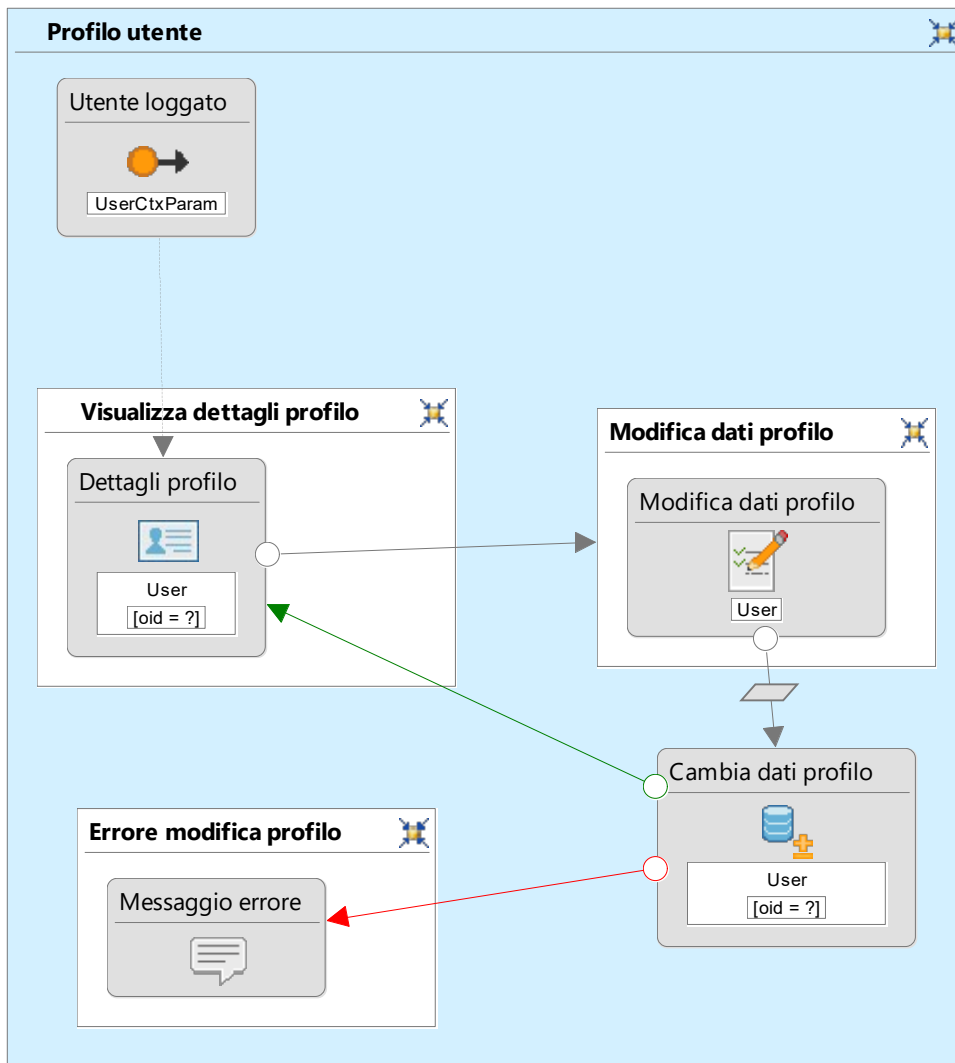 Profilo utente
Utente loggato
UserCtxParam
Visualizza dettagli profilo
Dettagli profilo
User
[oid = ?]
Modifica dati profilo
Modifica dati profilo
User
Cambia dati profilo
User
[oid = ?]
Errore modifica profilo
Messaggio errore